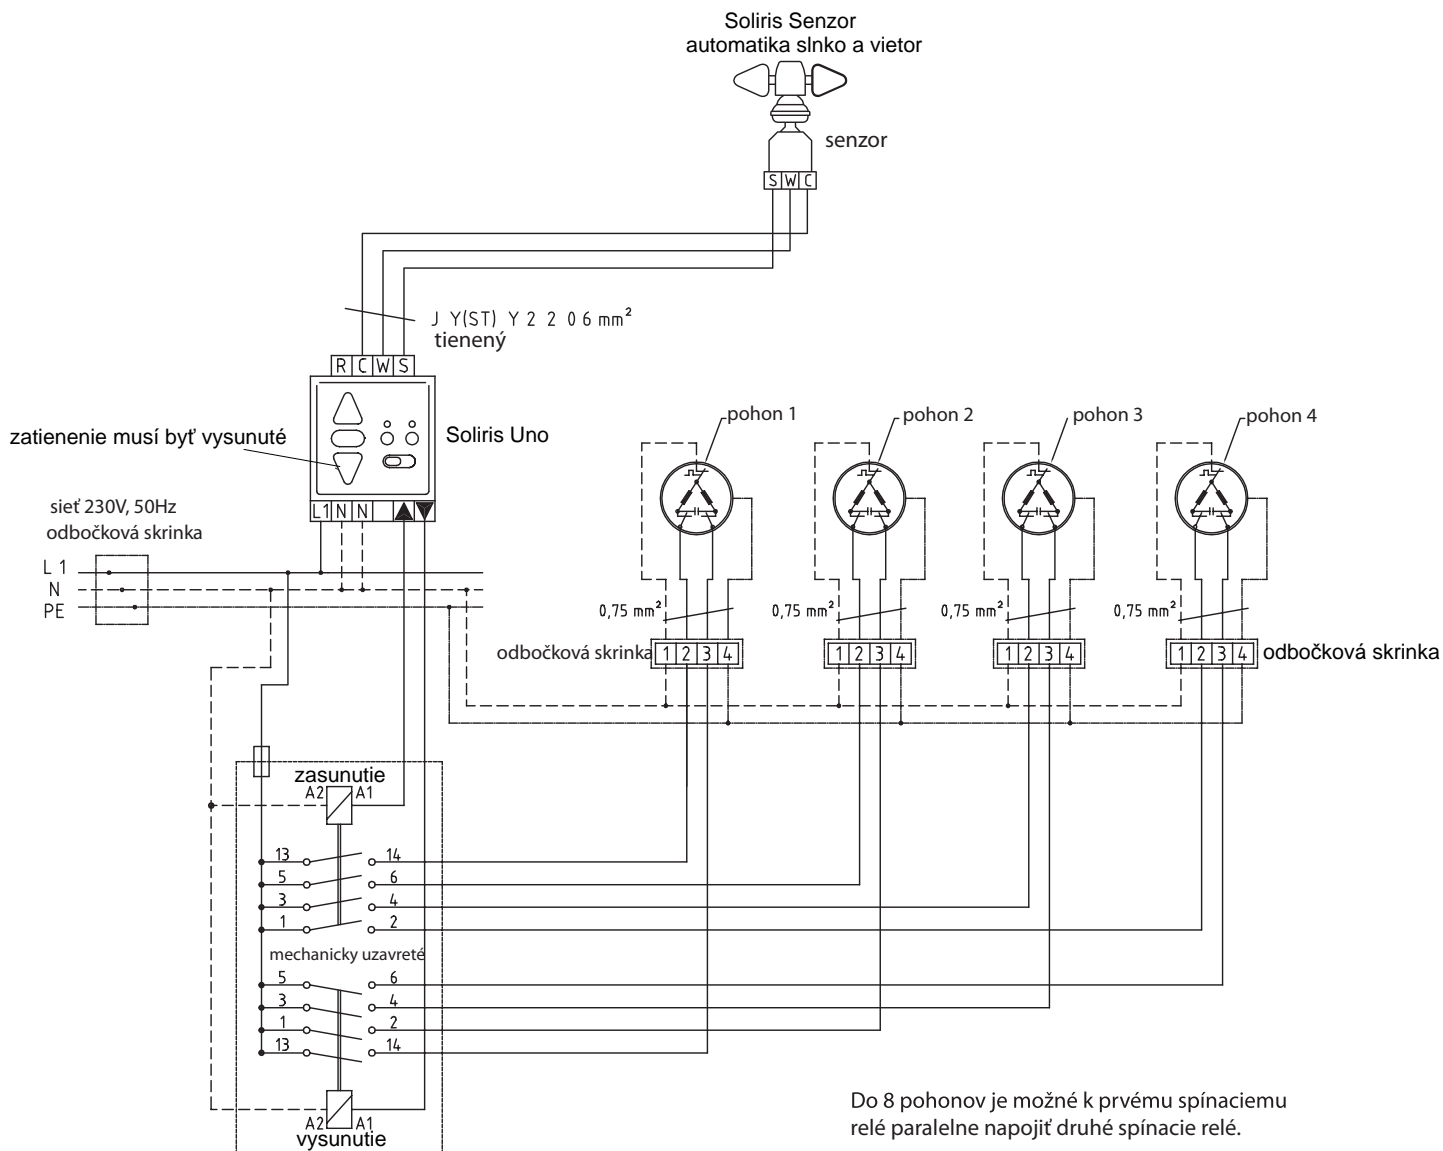 Soliris Senzor
automatika slnko a vietor
senzor
S W C
J Y(ST) Y 2 2 0 6 mm²
tienený
R C W S
zatienenie musí byť vysunuté
Soliris Uno
L1 N N
sieť 230V, 50Hz
odbočková skrinka
L 1
N
PE
pohon 1
pohon 2
pohon 3
pohon 4
0,75 mm²
0,75 mm²
0,75 mm²
0,75 mm²
odbočková skrinka
1 2 3 4
1 2 3 4
1 2 3 4
1 2 3 4
odbočková skrinka
zasunutie
A2 A1
13 14
5 6
3 4
1 2
mechanicky uzavreté
5 6
3 4
1 2
13 14
A2 A1
vysunutie
Do 8 pohonov je možné k prvému spínaciemu
relé paralelne napojiť druhé spínacie relé.